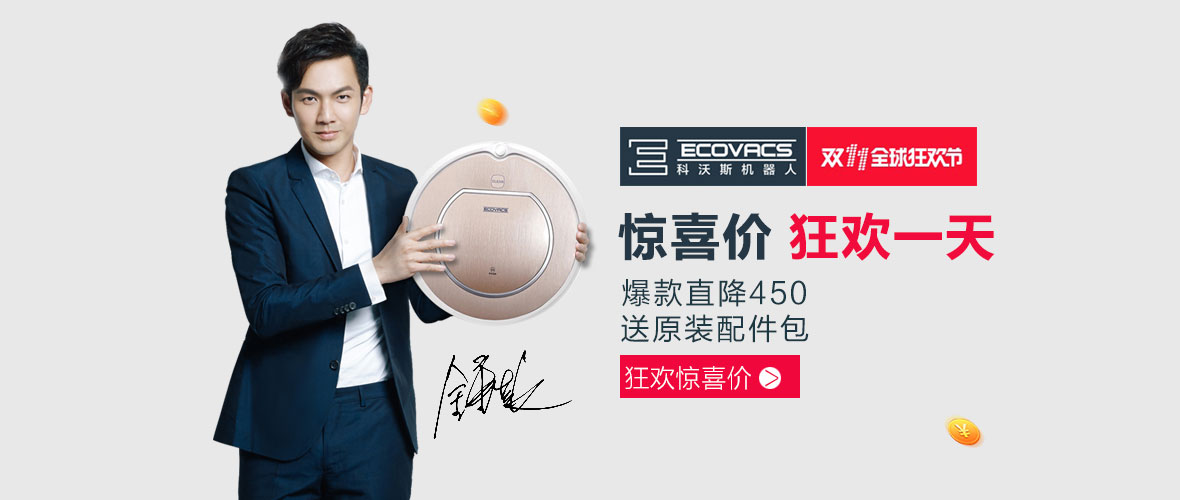 ECOVACS
ECOVACS
科沃斯机器人
双11全球狂欢节
惊喜价 狂欢一天
爆款直降450
送原装配件包
狂欢惊喜价
¥